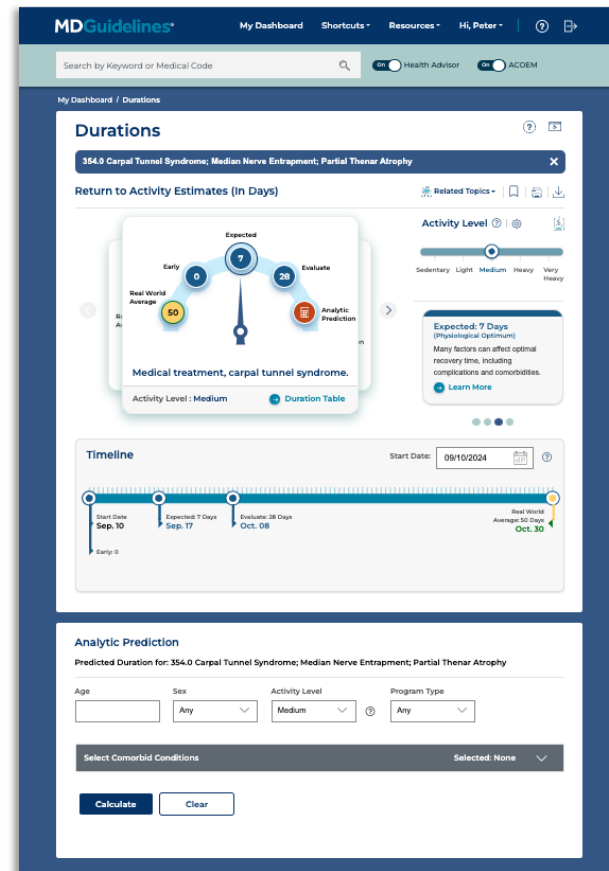 MDGuidelines®
My Dashboard Shortcuts Resources Hi, Peter
Search by Keyword or Medical Code
On Health Advisor
On ACOEM
My Dashboard / Durations
Durations
354.0 Carpal Tunnel Syndrome; Median Nerve Entrapment; Partial Thenar Atrophy
Return to Activity Estimates (In Days)
Related Topics
Expected
7
Early
0
Evaluate
28
Real World
Average
50
Analytic
Prediction
Medical treatment, carpal tunnel syndrome.
Activity Level : Medium
Duration Table
Activity Level
Sedentary Light Medium Heavy Very
Heavy
Expected: 7 Days
(Physiological Optimum)
Many factors can affect optimal
recovery time, including
complications and comorbidities.
Learn More
Timeline
Start Date: 09/10/2024
Start Date
Sep. 10
Early: 0
Expected: 7 Days
Sep. 17
Evaluate: 28 Days
Oct. 08
Real World
Average: 50 Days
Oct. 30
Analytic Prediction
Predicted Duration for: 354.0 Carpal Tunnel Syndrome; Median Nerve Entrapment; Partial Thenar Atrophy
Age Sex Activity Level Program Type
Any Medium Any
Select Comorbid Conditions Selected: None
Calculate Clear